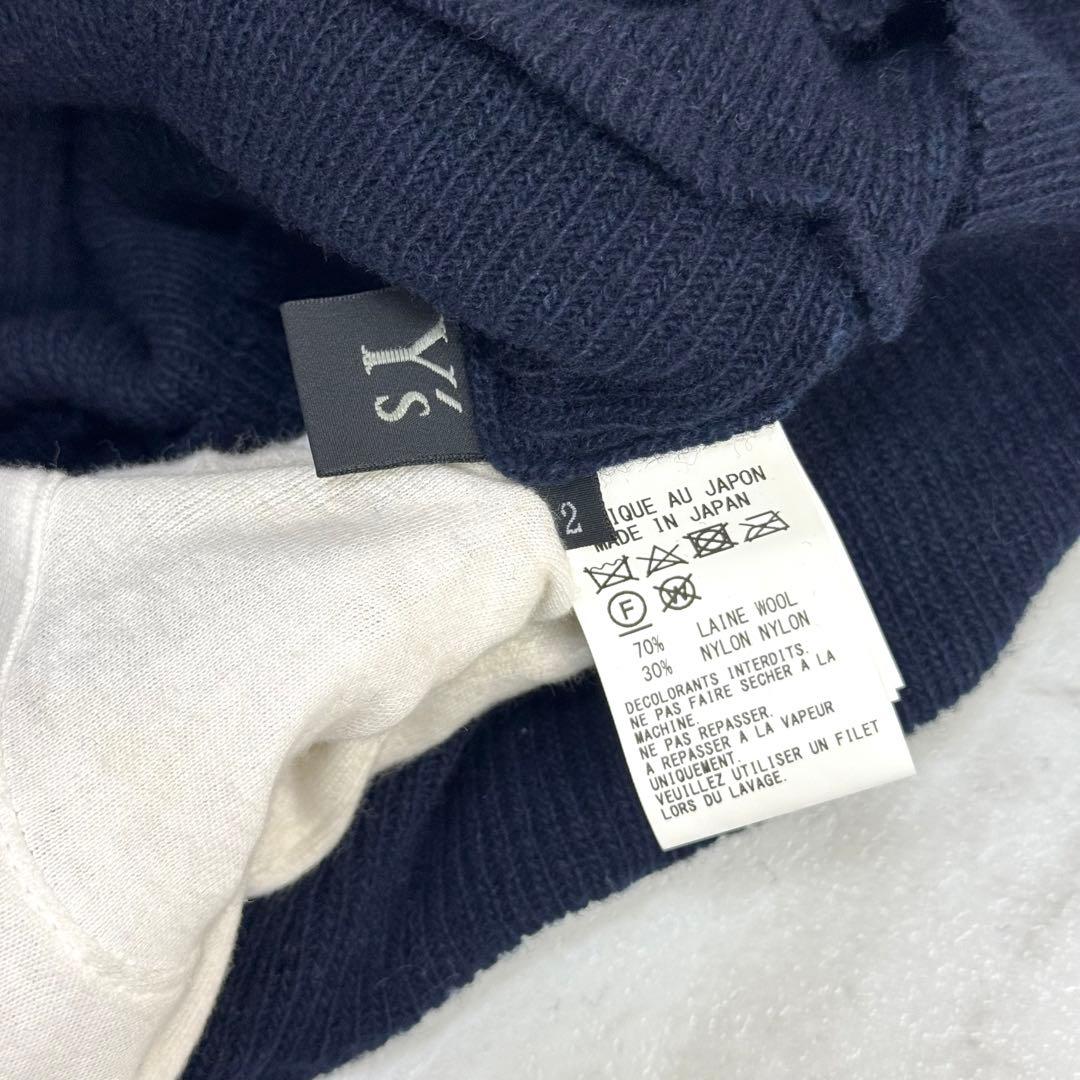 Y's
2
IQUE AU JAPON
MADE IN JAPAN
F
W
70% LAINE WOOL
30% NYLON NYLON
DECOLORANTS INTERDITS.
NE PAS FAIRE SECHER A LA
MACHINE.
NE PAS REPASSER.
A REPASSER A LA VAPEUR
UNIQUEMENT.
VEUILLEZ UTILISER UN FILET
LORS DU LAVAGE.